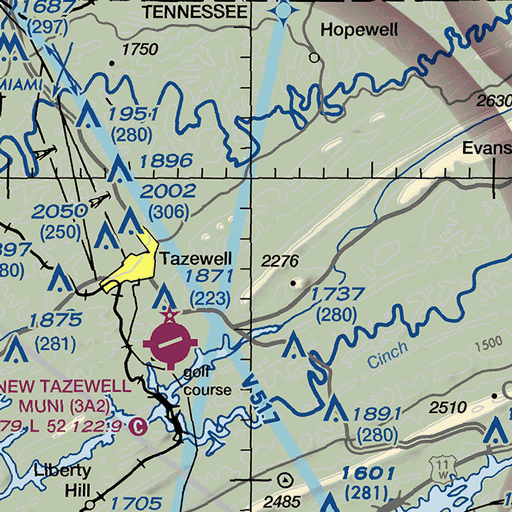 1687
(297)
TENNESSEE
Hopewell
1750
MIAMI
1951
(280)
2630
Evans
1896
2002
(306)
2050
(250)
Tazewell
897
80)
1871
(223)
2276
1737
(280)
1875
(281)
1500
Cinch
golf
course
NEW TAZEWELL
MUNI (3A2)
79 L 52 122.9 C
V 517
1891
(280)
2510
11
W
Liberty
Hill
1705
2485
1601
(281)